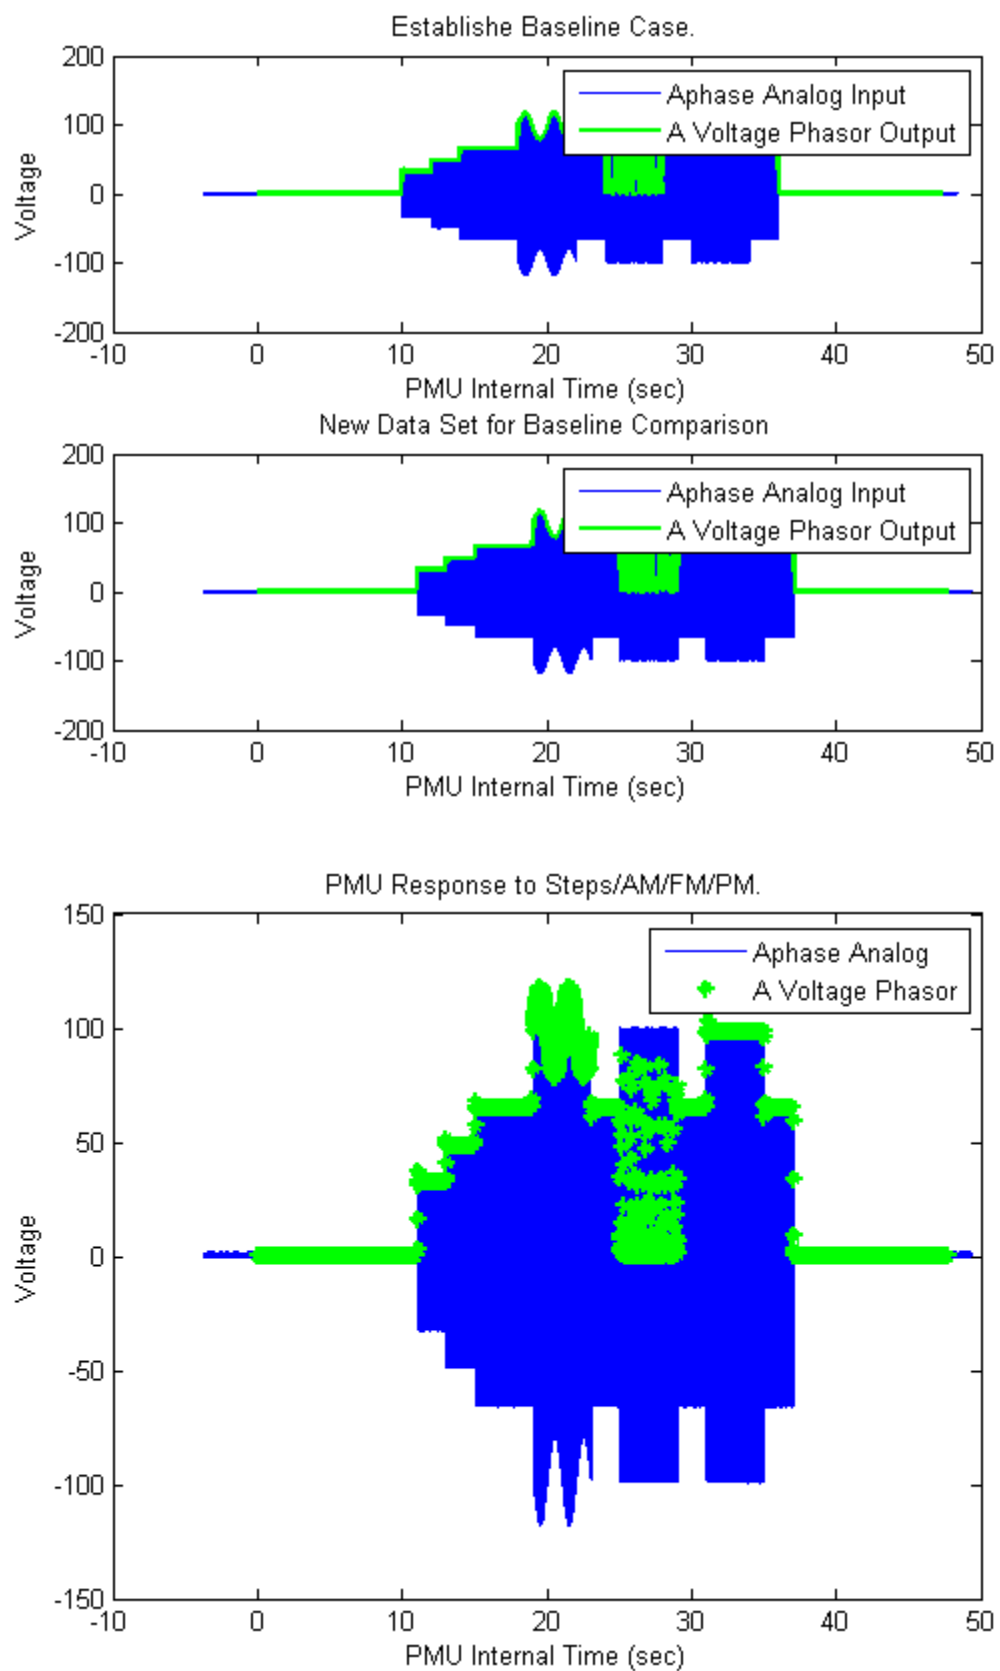 Establishe Baseline Case.
200
100
0
-100
-200
Voltage
Aphase Analog Input
A Voltage Phasor Output
-10 0 10 20 30 40 50
PMU Internal Time (sec)
New Data Set for Baseline Comparison
200
100
0
-100
-200
Voltage
Aphase Analog Input
A Voltage Phasor Output
-10 0 10 20 30 40 50
PMU Internal Time (sec)
PMU Response to Steps/AM/FM/PM.
150
100
50
0
-50
-100
-150
Voltage
Aphase Analog
A Voltage Phasor
-10 0 10 20 30 40 50
PMU Internal Time (sec)